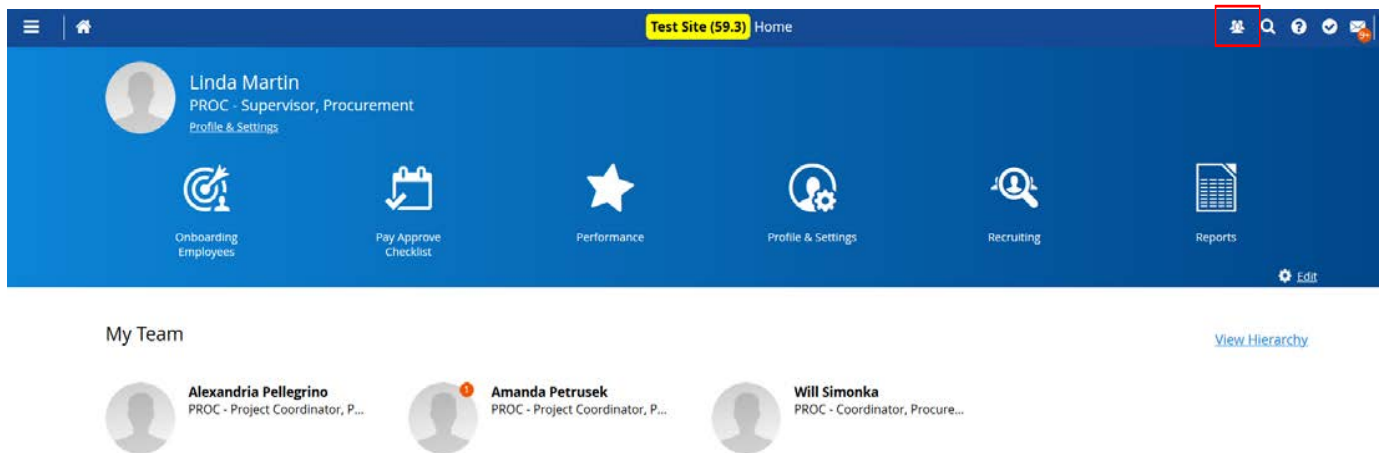 Test Site (59.3) Home
9+
Linda Martin
PROC - Supervisor, Procurement
Profile & Settings
Onboarding
Employees
Pay Approve
Checklist
Performance
Profile & Settings
Recruiting
Reports
Edit
My Team
View Hierarchy
Alexandria Pellegrino
PROC - Project Coordinator, P...
1
Amanda Petrusek
PROC - Project Coordinator, P...
Will Simonka
PROC - Coordinator, Procure...